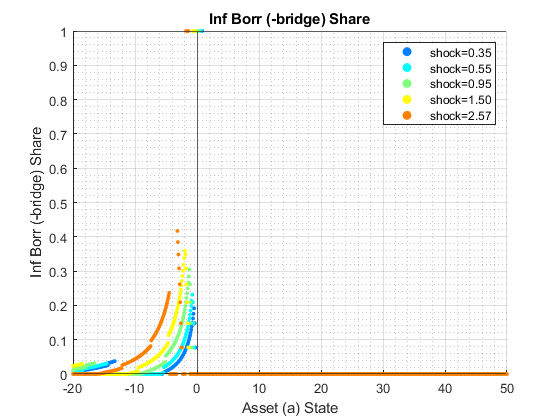 Inf Borr (-bridge) Share
1
0.9
0.8
0.7
0.6
0.5
0.4
0.3
0.2
0.1
0
Inf Borr (-bridge) Share
shock=0.35
shock=0.55
shock=0.95
shock=1.50
shock=2.57
-20
-10
0
10
20
30
40
50
Asset (a) State